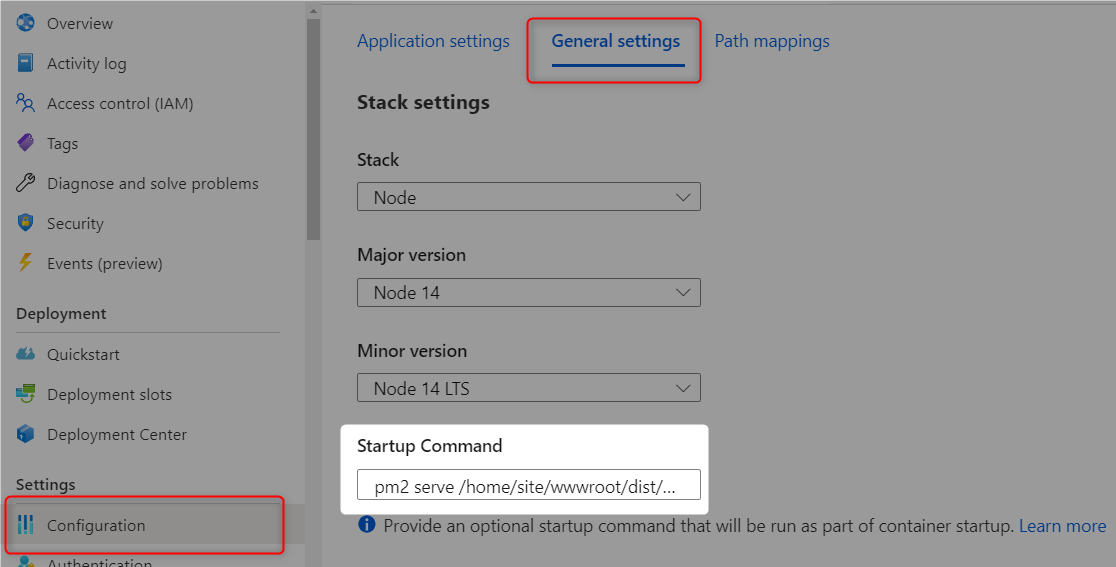 Overview
Activity log
Access control (IAM)
Tags
Diagnose and solve problems
Security
Events (preview)
Deployment
Quickstart
Deployment slots
Deployment Center
Settings
Configuration
Authentication
Application settings General settings Path mappings
Stack settings
Stack
Node
Major version
Node 14
Minor version
Node 14 LTS
Startup Command
pm2 serve /home/site/wwwroot/dist/...
Provide an optional startup command that will be run as part of container startup. Learn more